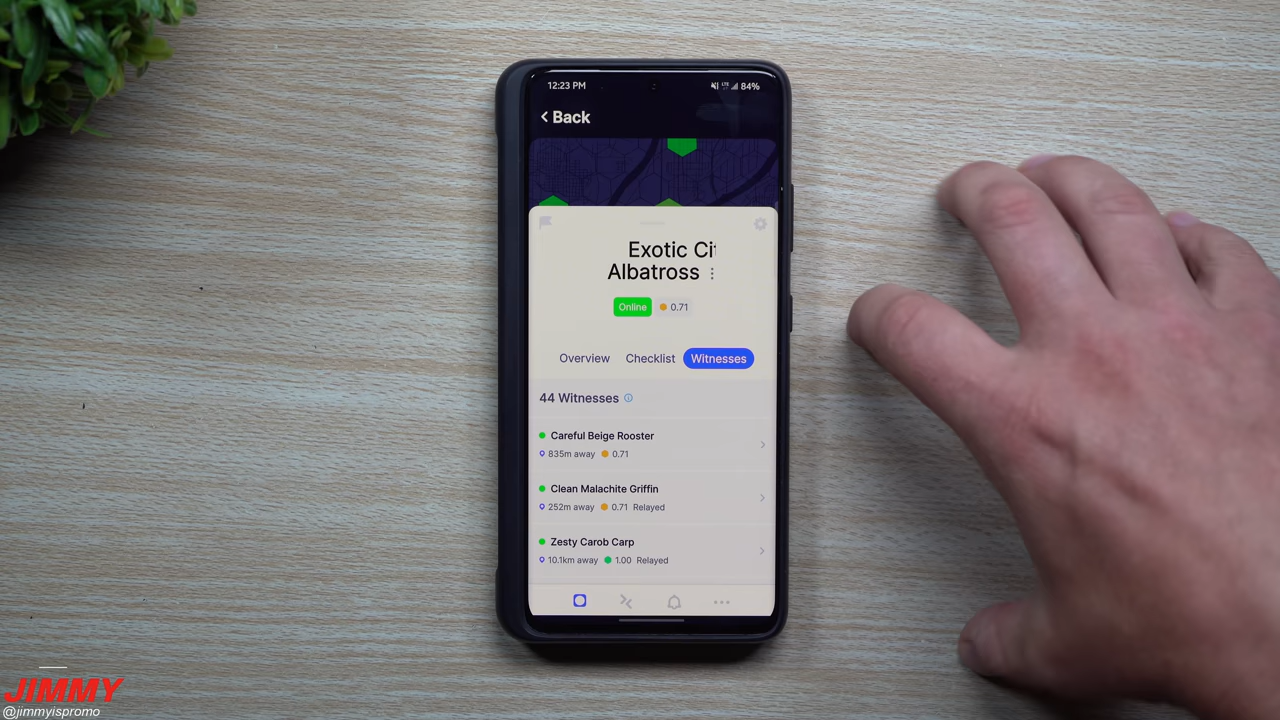 12:23 PM
LTE 84%
< Back
Exotic Cit
Albatross
Online 0.71
Overview Checklist Witnesses
44 Witnesses
Careful Beige Rooster
835m away 0.71
Clean Malachite Griffin
252m away 0.71 Relayed
Zesty Carob Carp
10.1km away 1.00 Relayed
JIMMY
@jimmyispromo